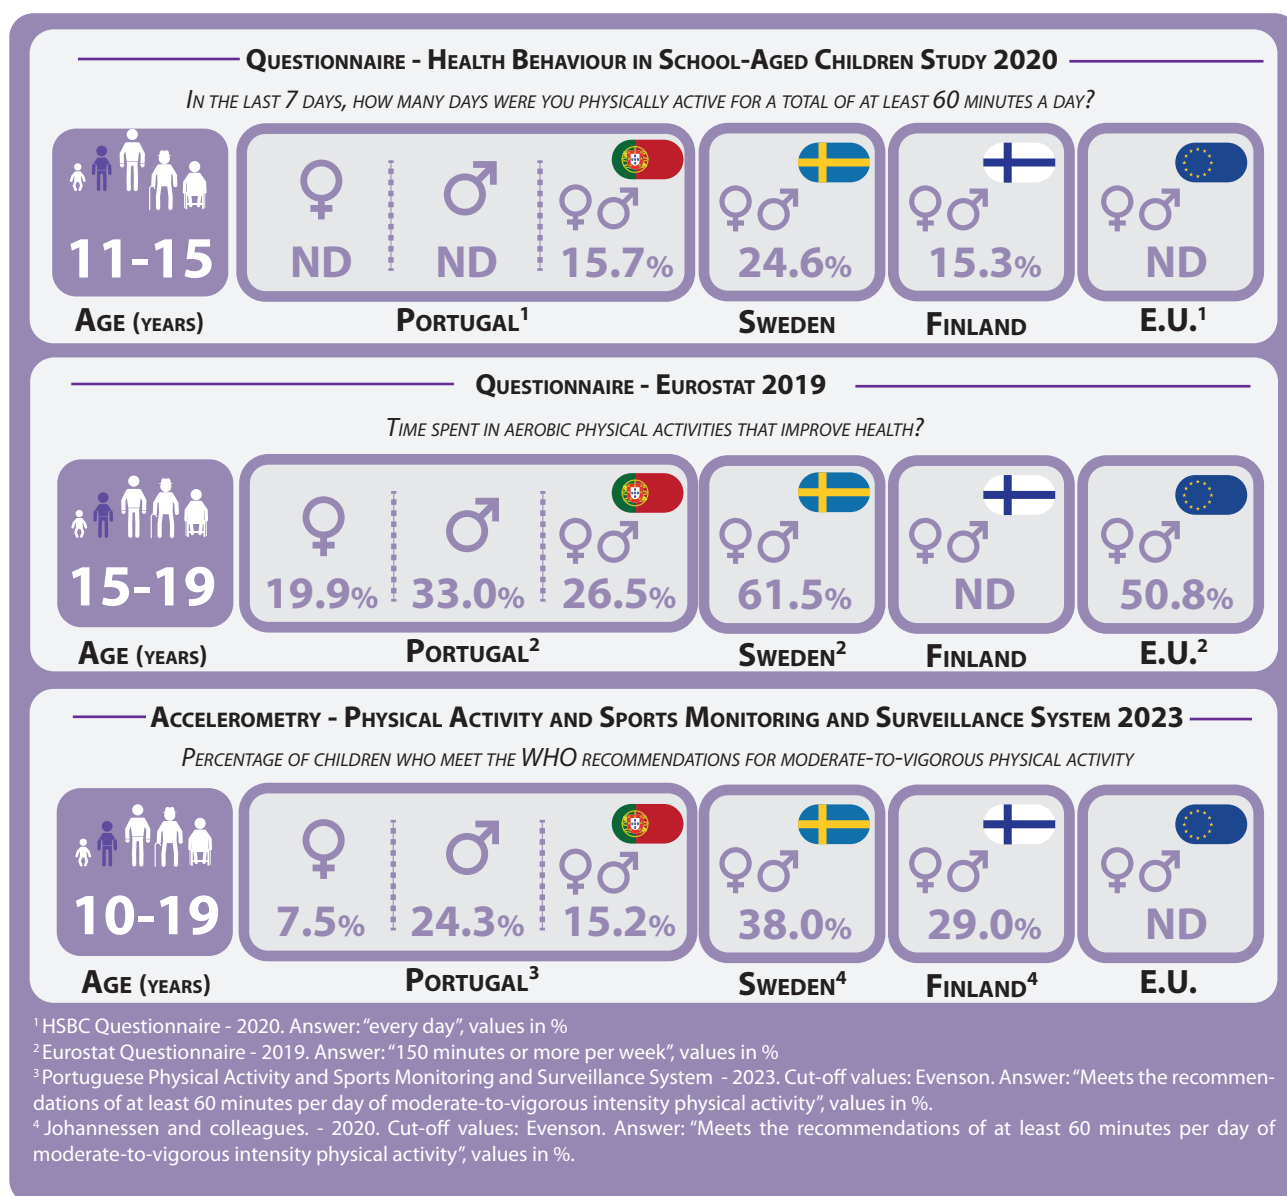 Questionnaire - Health Behaviour in School-Aged Children Study 2020
In the last 7 days, how many days were you physically active for a total of at least 60 minutes a day?
11-15
ND
ND
15.7%
24.6%
15.3%
ND
Age (years)
Portugal¹
Sweden
Finland
E.U.¹
Questionnaire - Eurostat 2019
Time spent in aerobic physical activities that improve health?
15-19
19.9%
33.0%
26.5%
61.5%
ND
50.8%
Age (years)
Portugal²
Sweden²
Finland
E.U.²
Accelerometry - Physical Activity and Sports Monitoring and Surveillance System 2023
Percentage of children who meet the WHO recommendations for moderate-to-vigorous physical activity
10-19
7.5%
24.3%
15.2%
38.0%
29.0%
ND
Age (years)
Portugal³
Sweden⁴
Finland⁴
E.U.
¹ HSBC Questionnaire - 2020. Answer: “every day”, values in %
² Eurostat Questionnaire - 2019. Answer: “150 minutes or more per week”, values in %
³ Portuguese Physical Activity and Sports Monitoring and Surveillance System - 2023. Cut-off values: Evenson. Answer: “Meets the recommen-
dations of at least 60 minutes per day of moderate-to-vigorous intensity physical activity”, values in %.
⁴ Johannessen and colleagues. - 2020. Cut-off values: Evenson. Answer: “Meets the recommendations of at least 60 minutes per day of
moderate-to-vigorous intensity physical activity”, values in %.